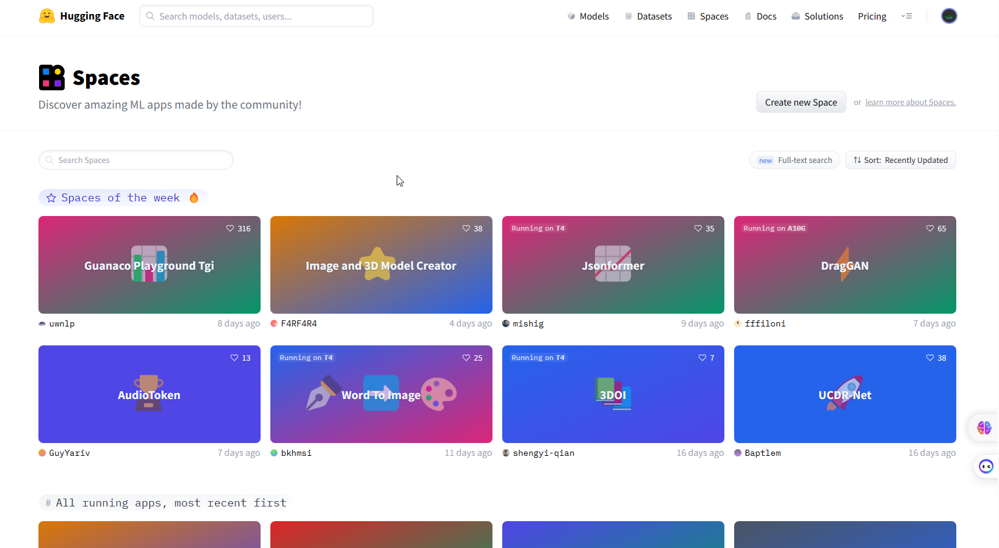 Hugging Face
Search models, datasets, users...
Models
Datasets
Spaces
Docs
Solutions
Pricing
Spaces
Discover amazing ML apps made by the community!
Create new Space
or learn more about Spaces.
Search Spaces
new Full-text search
Sort: Recently Updated
Spaces of the week 🔥
316
Guanaco Playground Tgi
uwnlp
8 days ago
38
Image and 3D Model Creator
F4RF4R4
4 days ago
Running on T4
35
Jsonformer
mishig
9 days ago
Running on A10G
65
DragGAN
fffiloni
7 days ago
13
AudioToken
GuyYariv
7 days ago
Running on T4
25
Word To Image
bkhmsi
11 days ago
Running on T4
7
3DOI
shengyi-qian
16 days ago
38
UCDR-Net
Baptlem
16 days ago
# All running apps, most recent first